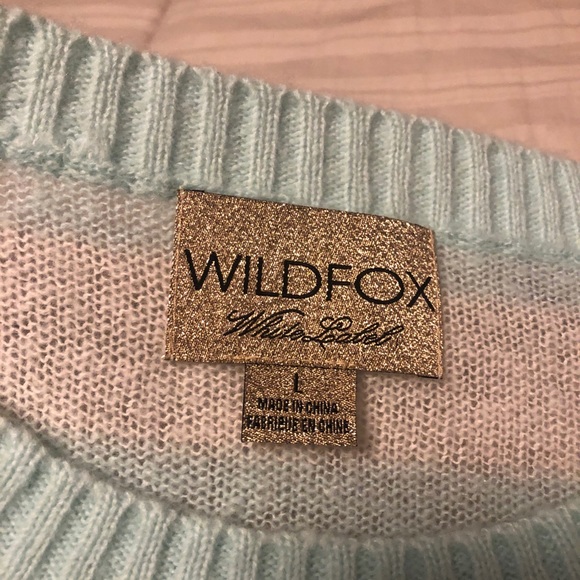 WILDFOX
White Label
L
MADE IN CHINA
FABRIQUE EN CHINE